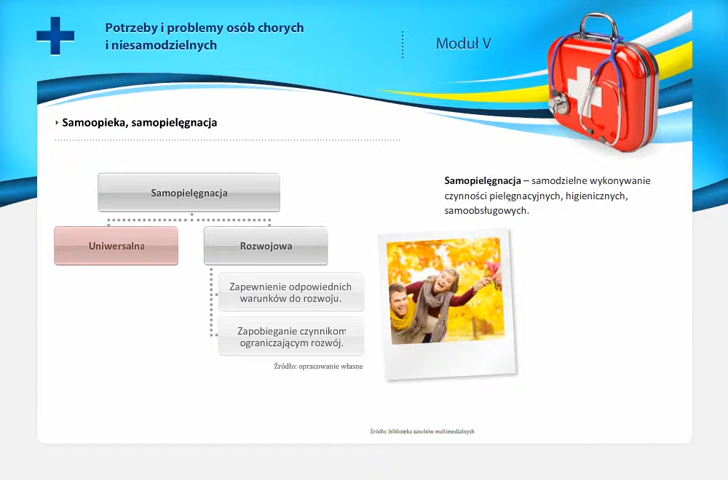 Potrzeby i problemy osób chorych
i niesamodzielnych
Moduł V
Samoopieka, samopielęgnacja
Samopielęgnacja
Uniwersalna
Rozwojowa
Zapewnienie odpowiednich
warunków do rozwoju.
Zapobieganie czynnikom
ograniczającym rozwój.
Źródło: opracowanie własne
Samopielęgnacja – samodzielne wykonywanie
czynności pielęgnacyjnych, higienicznych,
samoobsługowych.
Źródło: biblioteka zasobów multimedialnych